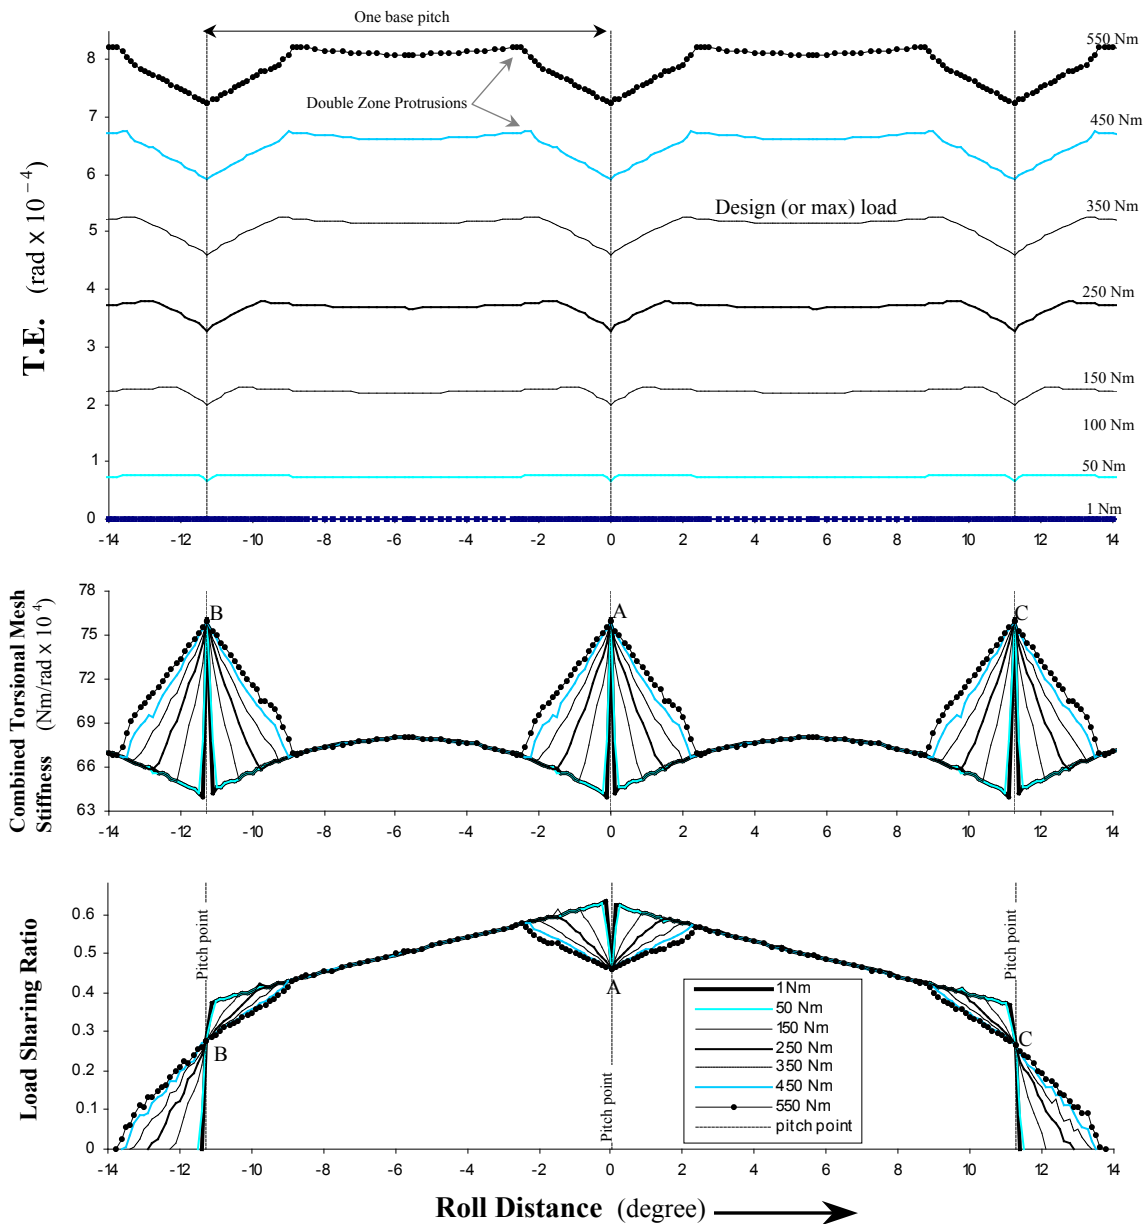 One base pitch
550 Nm
Double Zone Protrusions
450 Nm
Design (or max) load
350 Nm
250 Nm
150 Nm
100 Nm
50 Nm
1 Nm
T.E. (rad x 10 -4)
8
7
6
5
4
3
2
1
0
-14 -12 -10 -8 -6 -4 -2 0 2 4 6 8 10 12 14
Combined Torsional Mesh
Stiffness (Nm/rad x 10 4)
78
75
72
69
66
63
B
A
C
-14 -12 -10 -8 -6 -4 -2 0 2 4 6 8 10 12 14
Load Sharing Ratio
0.6
0.5
0.4
0.3
0.2
0.1
0
Pitch point
Pitch point
Pitch point
A
B
C
1Nm
50 Nm
150 Nm
250 Nm
350 Nm
450 Nm
550 Nm
pitch point
-14 -12 -10 -8 -6 -4 -2 0 2 4 6 8 10 12 14
Roll Distance (degree)